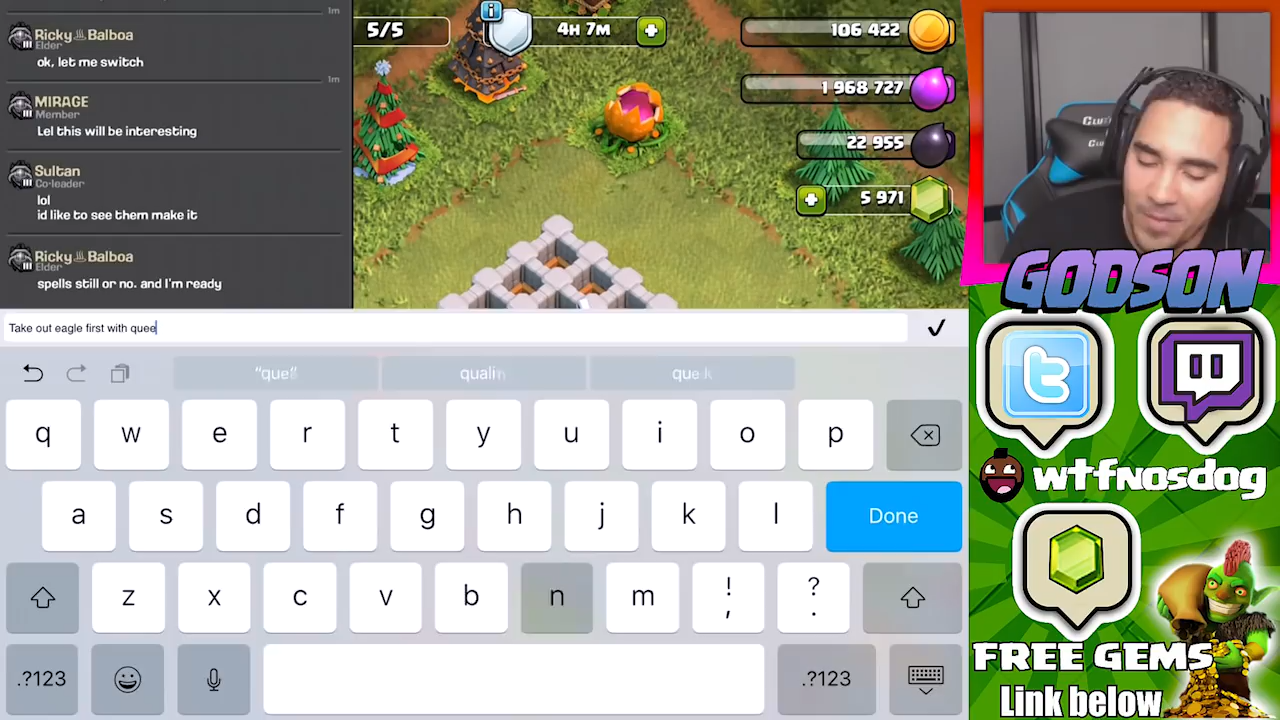 1m
Ricky♨Balboa
Elder
ok, let me switch
1m
MIRAGE
Member
Lel this will be interesting
Sultan
Co-leader
lol
id like to see them make it
Ricky♨Balboa
Elder
spells still or no. and I'm ready
5/5
i
4h 7m
+
106 422
1 968 727
22 955
+
5 971
Take out eagle first with quee
"que"
q w e r t y u i o p
a s d f g h j k l Done
z x c v b n m ! , ? .
.?123 .?123
GODSON
wtfnosdog
FREE GEMS
Link below